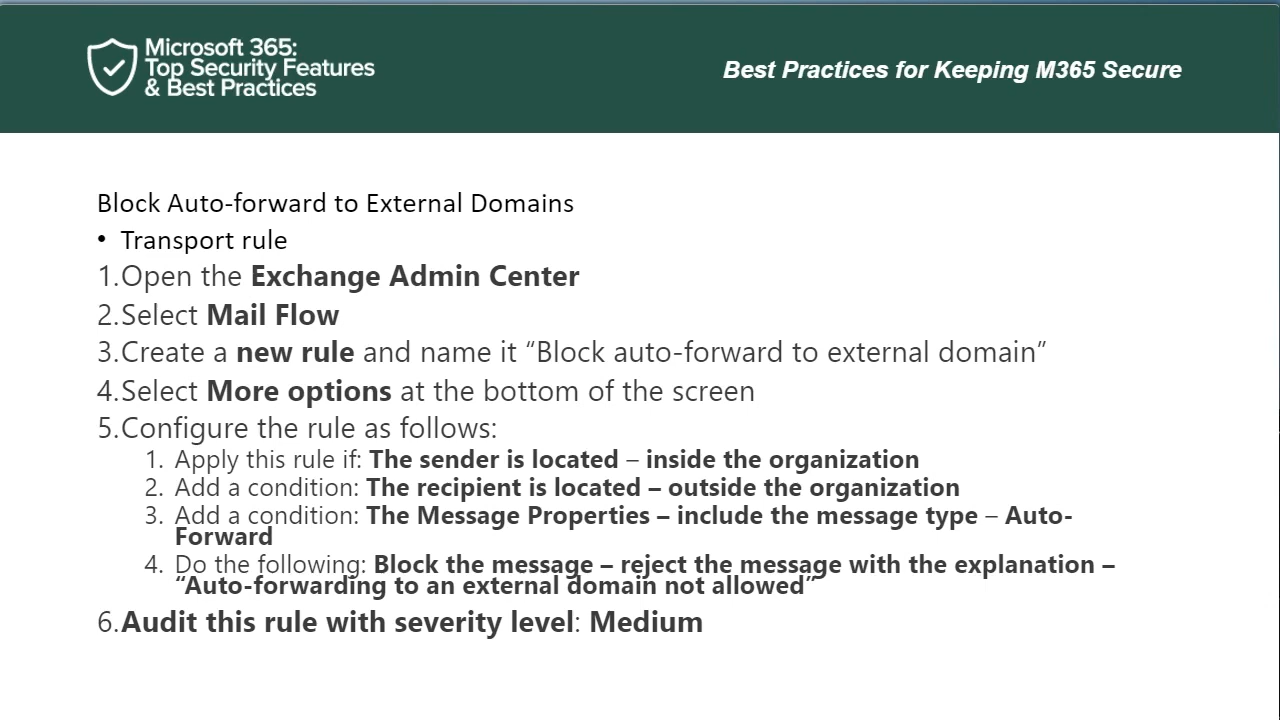 Microsoft 365:
Top Security Features
& Best Practices
Best Practices for Keeping M365 Secure
Block Auto-forward to External Domains
• Transport rule
1.Open the Exchange Admin Center
2.Select Mail Flow
3.Create a new rule and name it “Block auto-forward to external domain”
4.Select More options at the bottom of the screen
5.Configure the rule as follows:
1. Apply this rule if: The sender is located – inside the organization
2. Add a condition: The recipient is located – outside the organization
3. Add a condition: The Message Properties – include the message type – Auto-
Forward
4. Do the following: Block the message – reject the message with the explanation –
“Auto-forwarding to an external domain not allowed”
6.Audit this rule with severity level: Medium